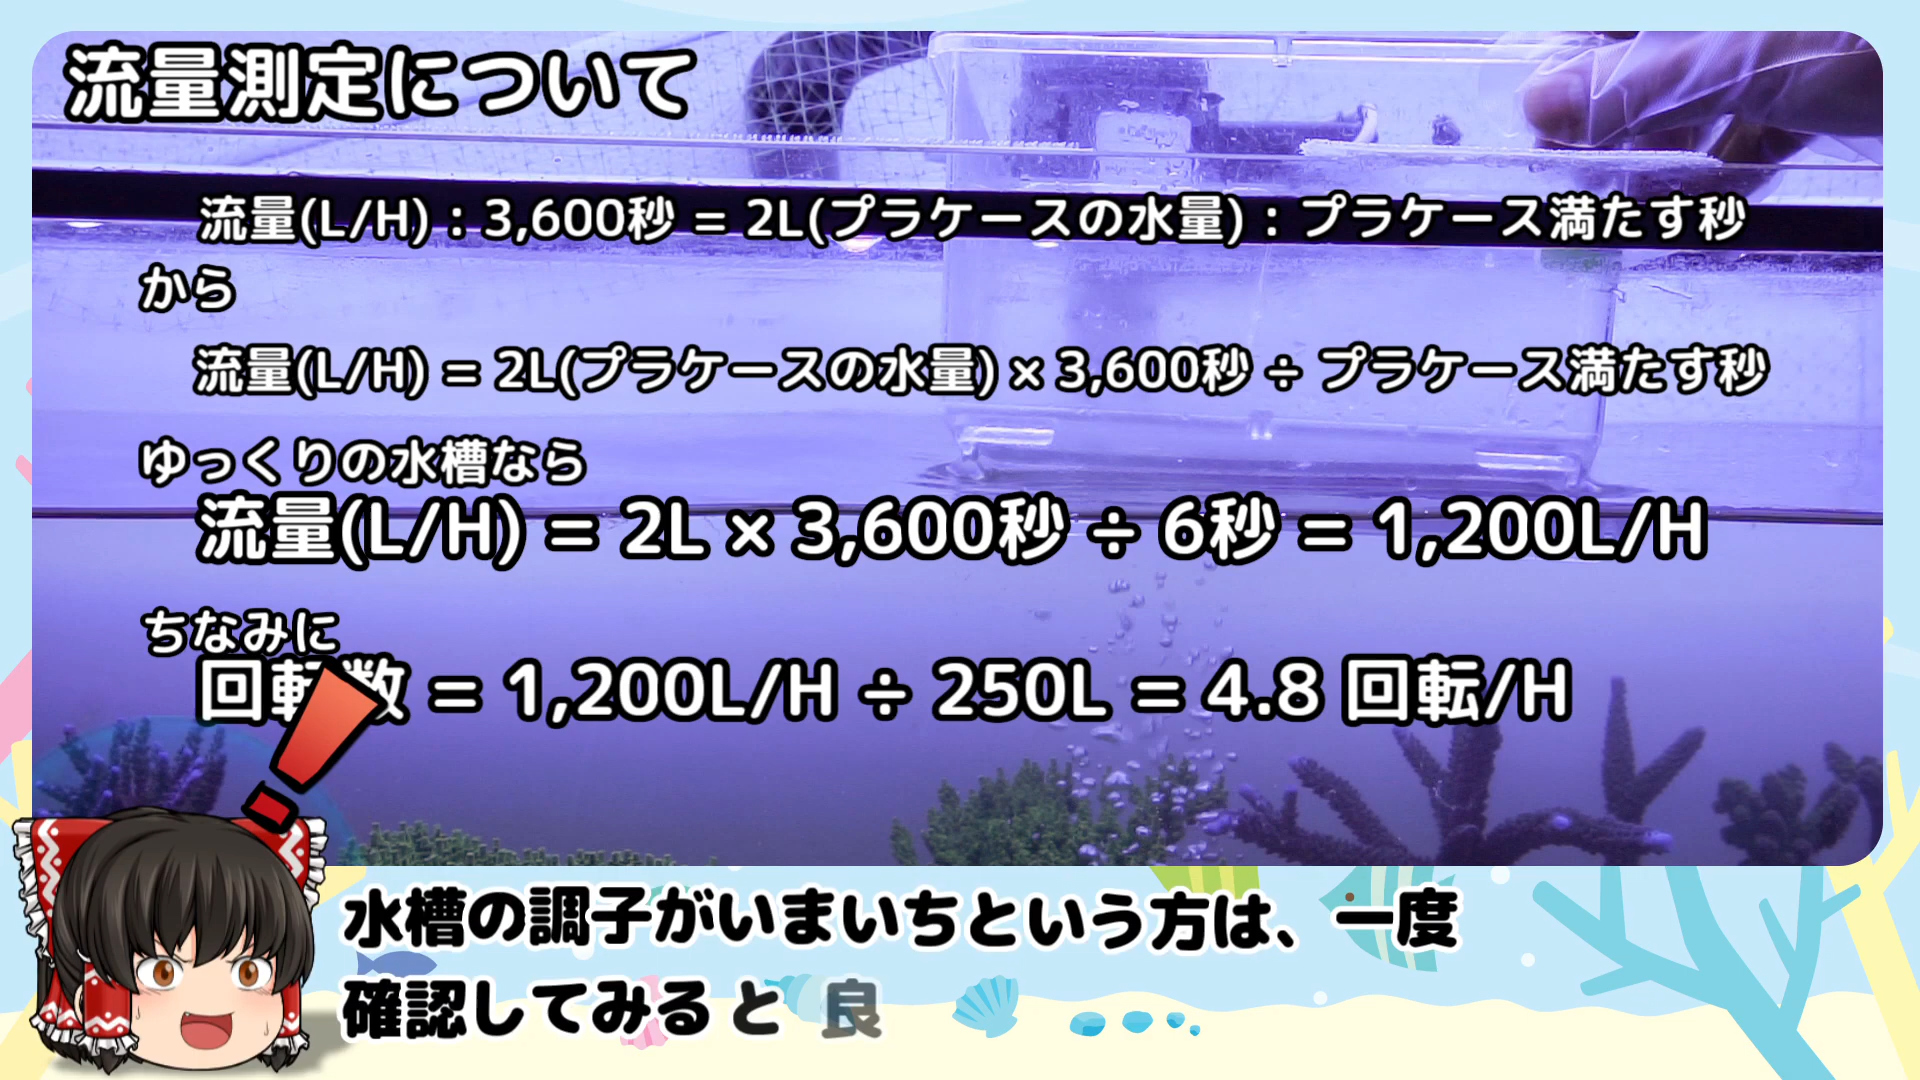 流量測定について
流量(L/H) : 3,600秒 = 2L(プラケースの水量) : プラケース満たす秒
から
流量(L/H) = 2L(プラケースの水量) × 3,600秒 ÷ プラケース満たす秒
ゆっくりの水槽なら
流量(L/H) = 2L × 3,600秒 ÷ 6秒 = 1,200L/H
ちなみに
回転数 = 1,200L/H ÷ 250L = 4.8 回転/H
水槽の調子がいまいちという方は、一度
確認してみると 良